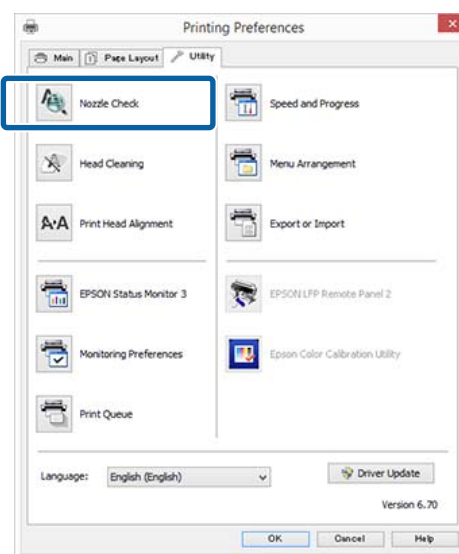 Printing Preferences
Main
Page Layout
Utility
Nozzle Check
Speed and Progress
Head Cleaning
Menu Arrangement
A·A Print Head Alignment
Export or Import
EPSON Status Monitor 3
EPSON LFP Remote Panel 2
Monitoring Preferences
Epson Color Calibration Utility
Print Queue
Language: English (English)
Driver Update
Version 6.70
OK Cancel Help